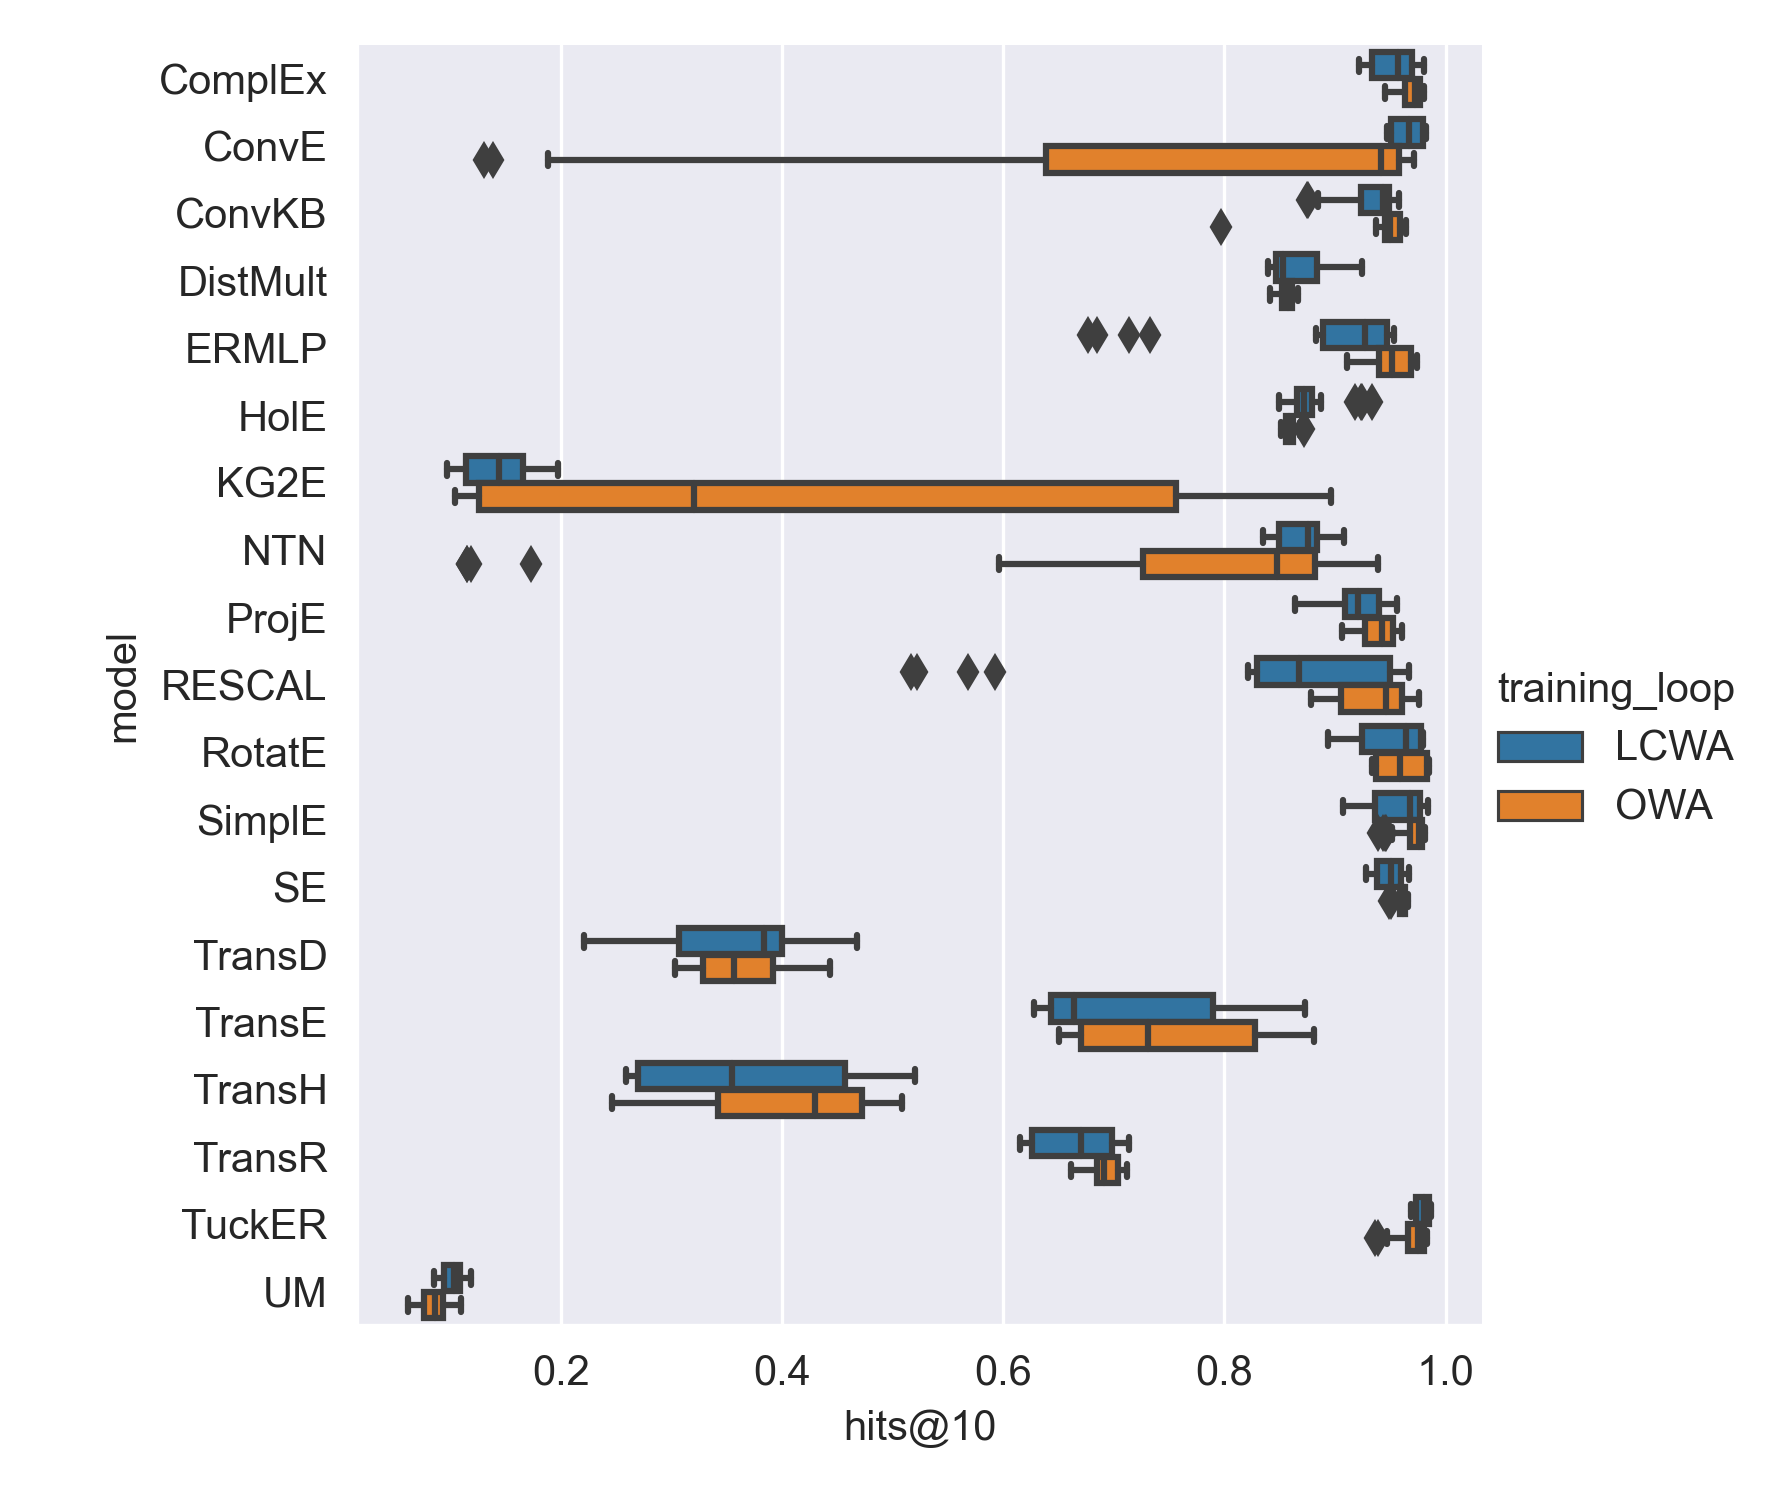 ComplEx
ConvE
ConvKB
DistMult
ERMLP
HolE
KG2E
NTN
ProjE
RESCAL
RotatE
SimplE
SE
TransD
TransE
TransH
TransR
TuckER
UM
model
0.2 0.4 0.6 0.8 1.0
hits@10
training_loop
LCWA
OWA